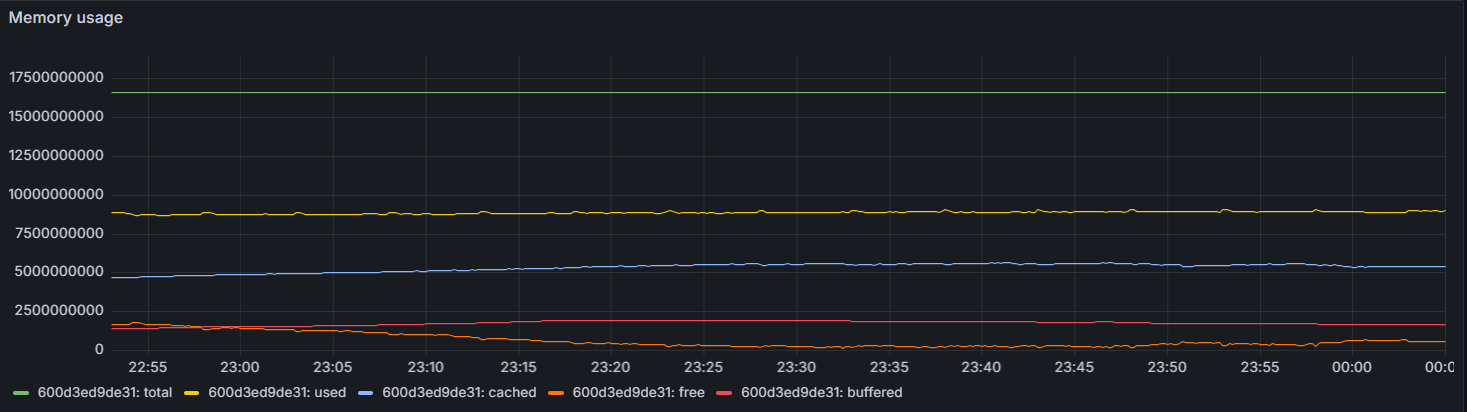 Memory usage
17500000000
15000000000
12500000000
10000000000
7500000000
5000000000
2500000000
0
22:55 23:00 23:05 23:10 23:15 23:20 23:25 23:30 23:35 23:40 23:45 23:50 23:55 00:00 00:0
600d3ed9de31: total 600d3ed9de31: used 600d3ed9de31: cached 600d3ed9de31: free 600d3ed9de31: buffered